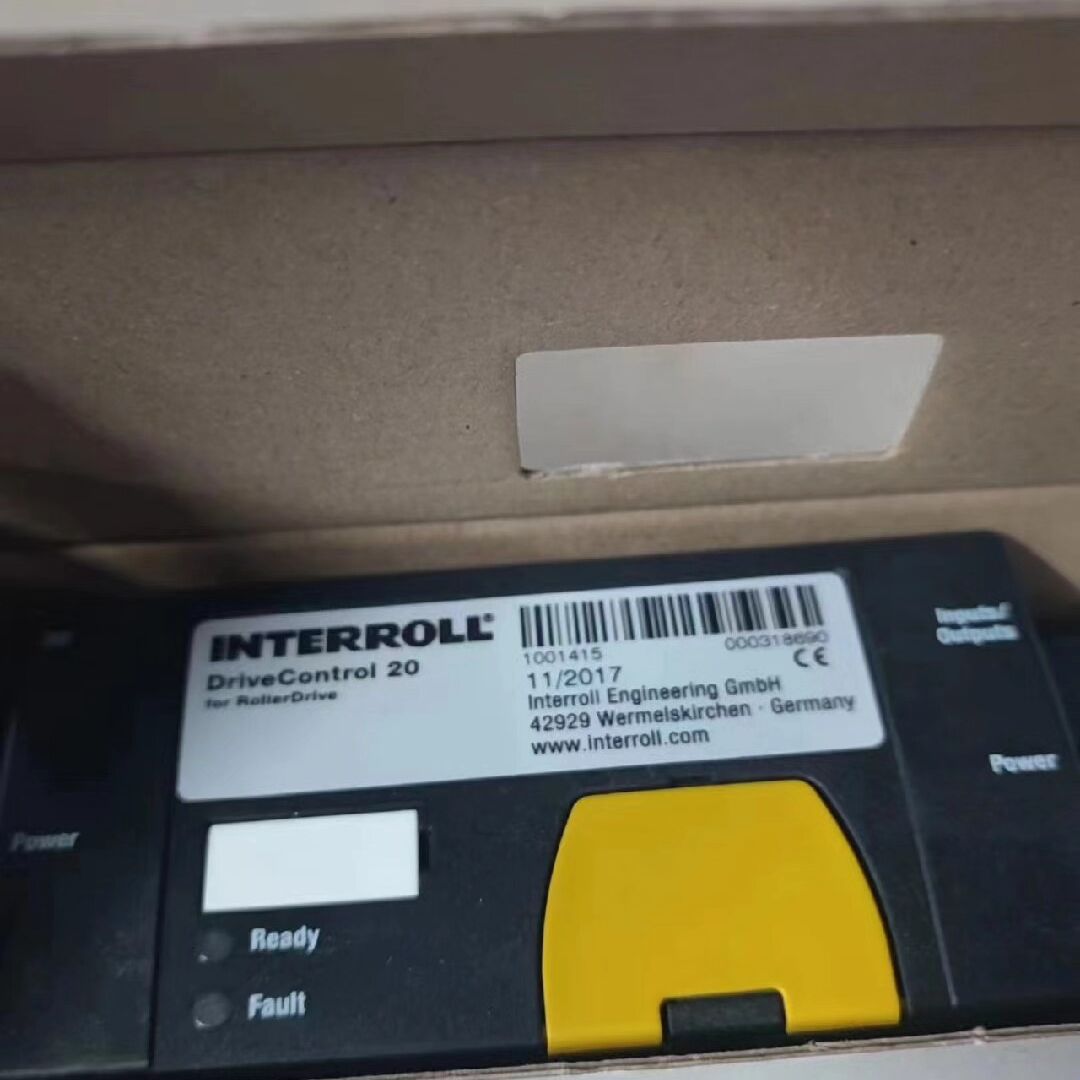 INTERROLL®
DriveControl 20
for RollerDrive
1001415
000318690
11/2017
CE
Interroll Engineering GmbH
42929 Wermelskirchen · Germany
www.interroll.com
Inputs/
Outputs
Power
Power
Ready
Fault